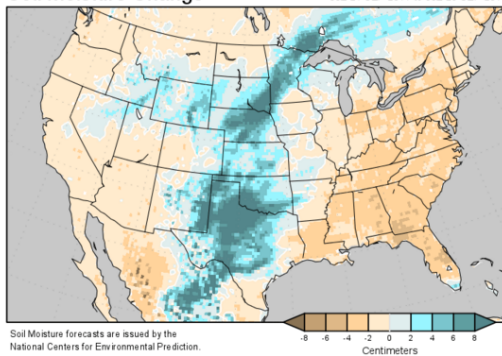 Soil Moisture forecasts are issued by the
National Centers for Environmental Prediction.
-8 -6 -4 -2 0 2 4 6 8
Centimeters